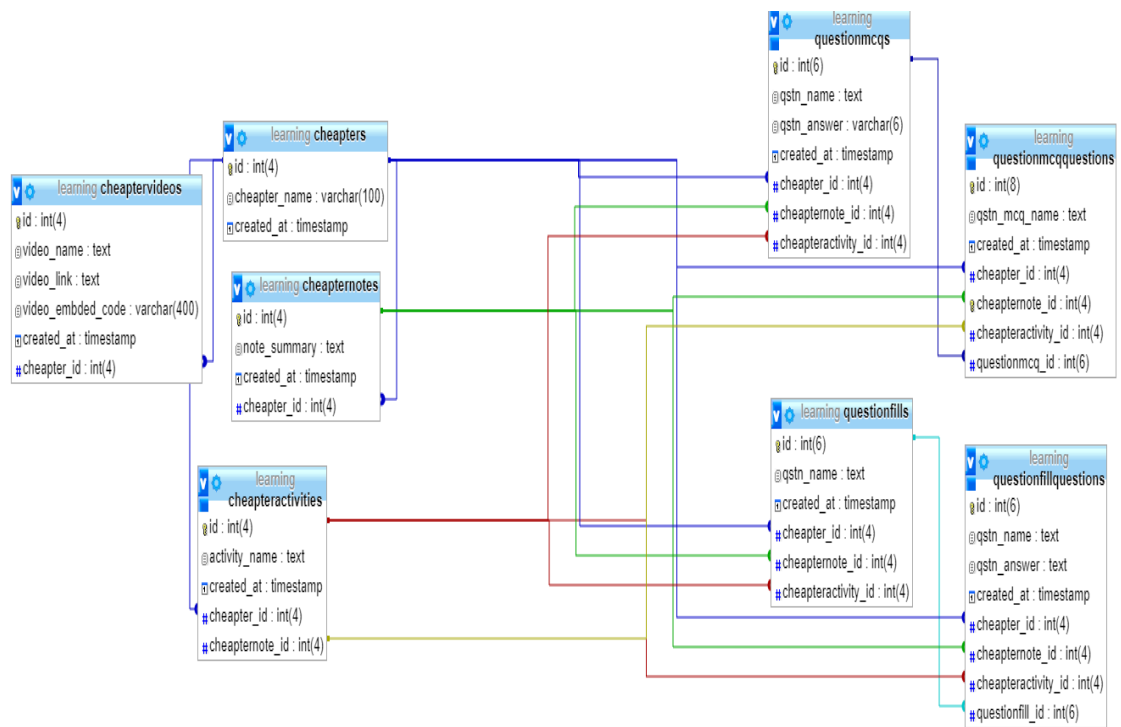 learning cheaptervideos
id : int(4)
video_name : text
video_link : text
video_embded_code : varchar(400)
created_at : timestamp
cheapter_id : int(4)
learning cheapters
id : int(4)
cheapter_name : varchar(100)
created_at : timestamp
learning cheapternotes
id : int(4)
note_summary : text
created_at : timestamp
cheapter_id : int(4)
learning
cheapteractivities
id : int(4)
activity_name : text
created_at : timestamp
cheapter_id : int(4)
cheapternote_id : int(4)
learning
questionmcqs
id : int(6)
qstn_name : text
qstn_answer : varchar(6)
created_at : timestamp
cheapter_id : int(4)
cheapternote_id : int(4)
cheapteractivity_id : int(4)
learning
questionmcqquestions
id : int(8)
qstn_mcq_name : text
created_at : timestamp
cheapter_id : int(4)
cheapternote_id : int(4)
cheapteractivity_id : int(4)
questionmcq_id : int(6)
learning questionfills
id : int(6)
qstn_name : text
created_at : timestamp
cheapter_id : int(4)
cheapternote_id : int(4)
cheapteractivity_id : int(4)
learning
questionfillquestions
id : int(6)
qstn_name : text
qstn_answer : text
created_at : timestamp
cheapter_id : int(4)
cheapternote_id : int(4)
cheapteractivity_id : int(4)
questionfill_id : int(6)